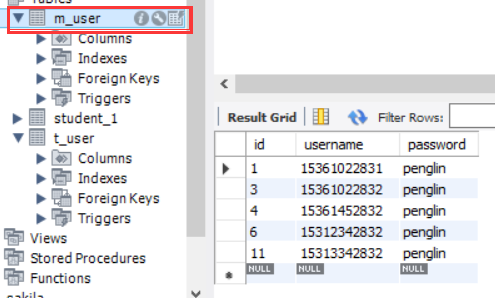 Tables
m_user
Columns
Indexes
Foreign Keys
Triggers
student_1
t_user
Columns
Indexes
Foreign Keys
Triggers
Views
Stored Procedures
Functions
sakila
Result Grid Filter Rows:
id username password
1 15361022831 penglin
3 15361022832 penglin
4 15361452832 penglin
6 15312342832 penglin
11 15313342832 penglin
NULL NULL NULL